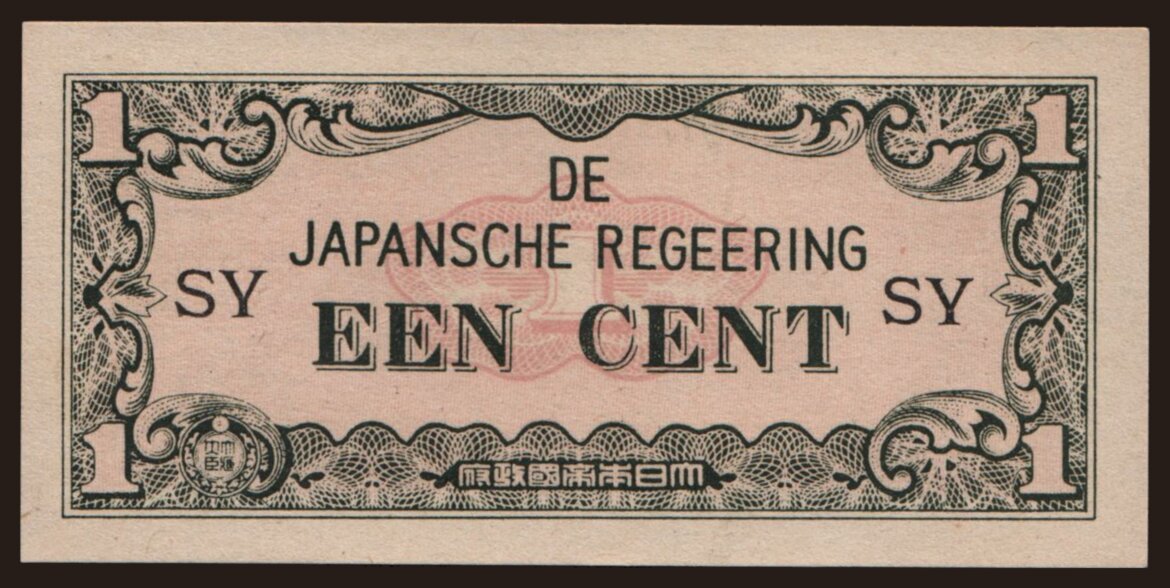 1 1
DE
JAPANSCHE REGEERING
SY SY
EEN CENT
1 1
大日本帝國政府